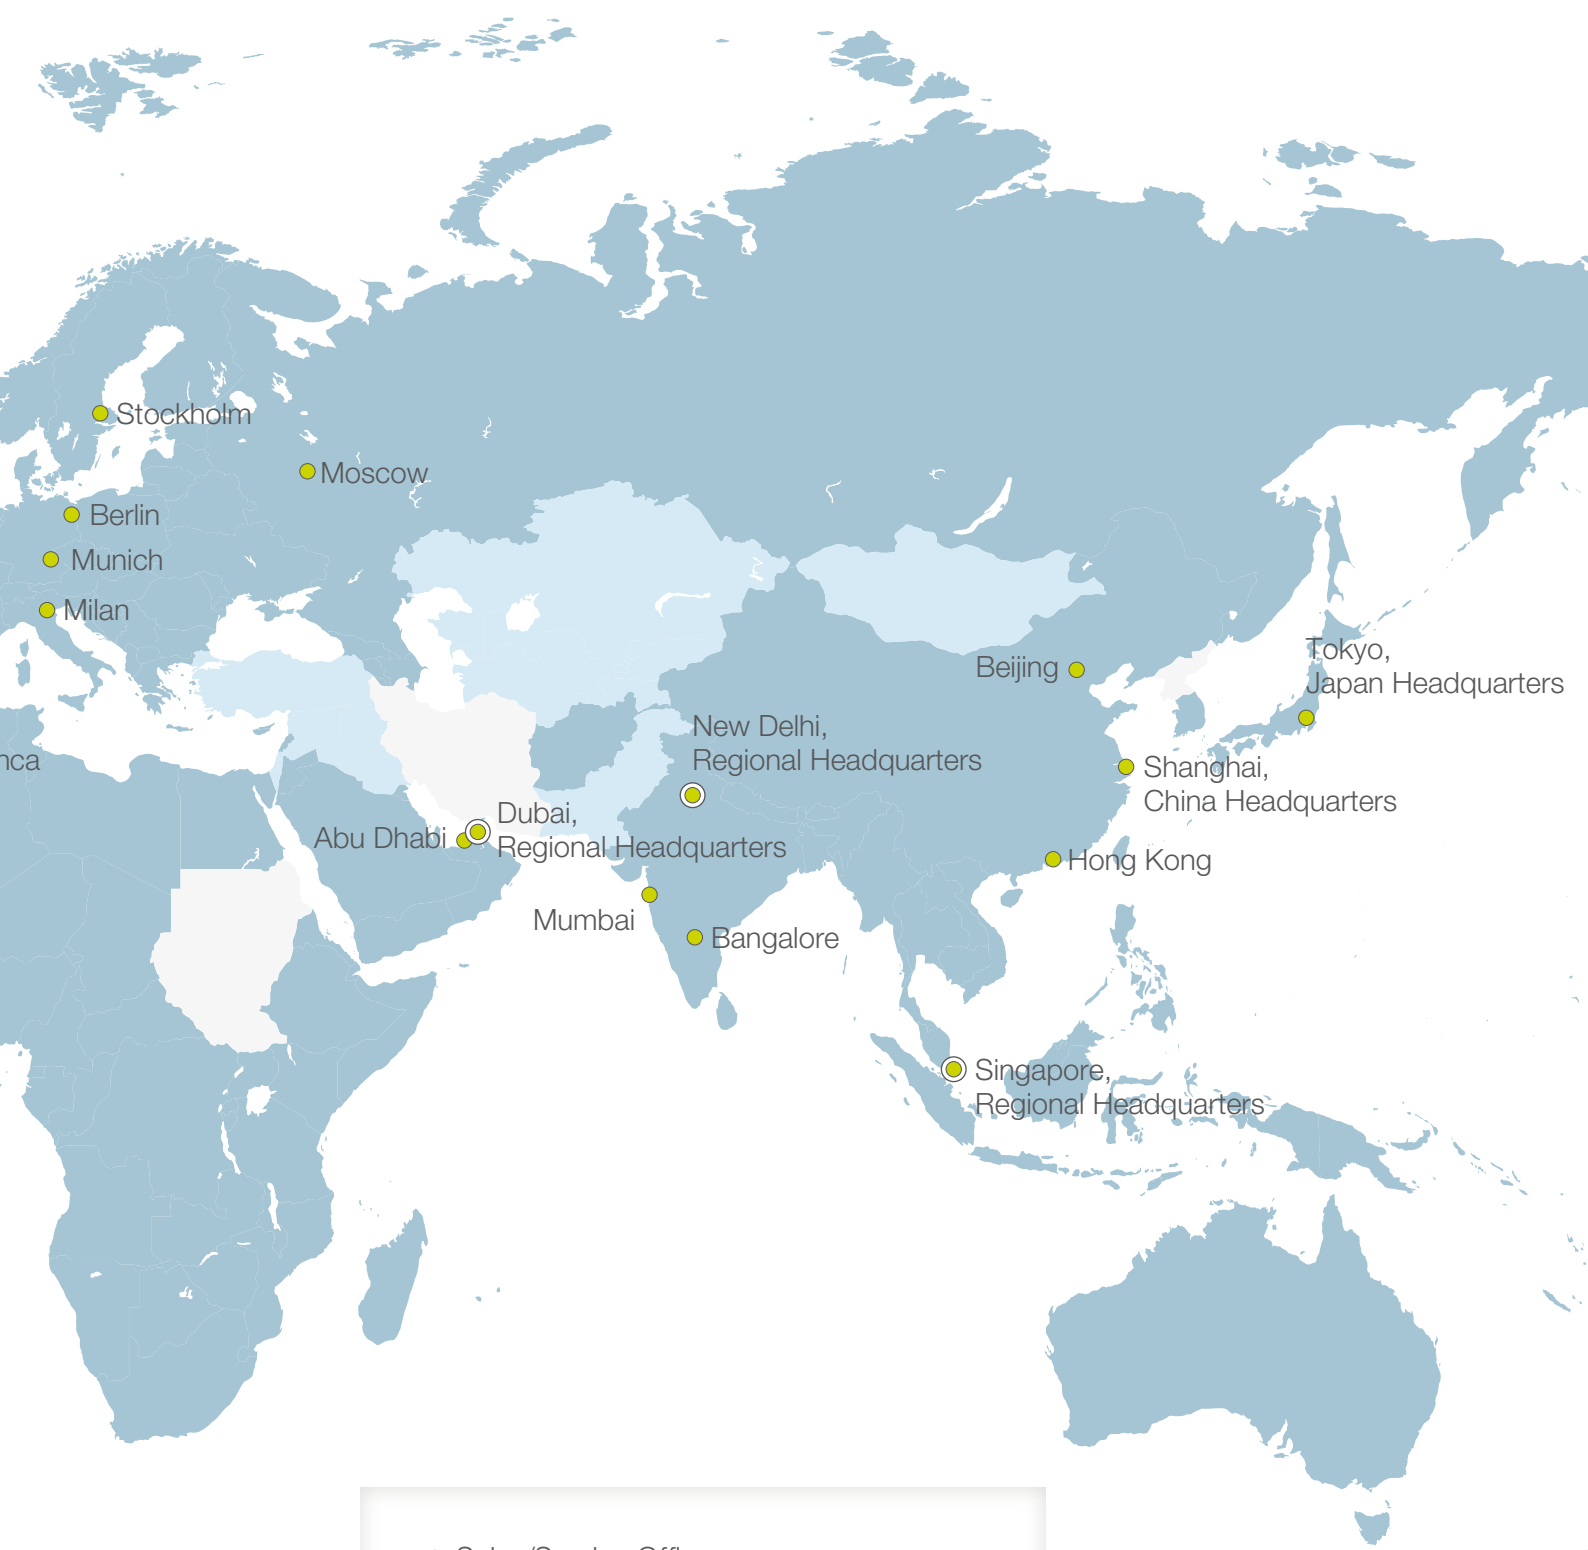 Stockholm
Moscow
Berlin
Munich
Milan
Tokyo,
Japan Headquarters
Beijing
New Delhi,
Regional Headquarters
nca
Shanghai,
China Headquarters
Dubai,
Regional Headquarters
Abu Dhabi
Hong Kong
Mumbai
Bangalore
Singapore,
Regional Headquarters